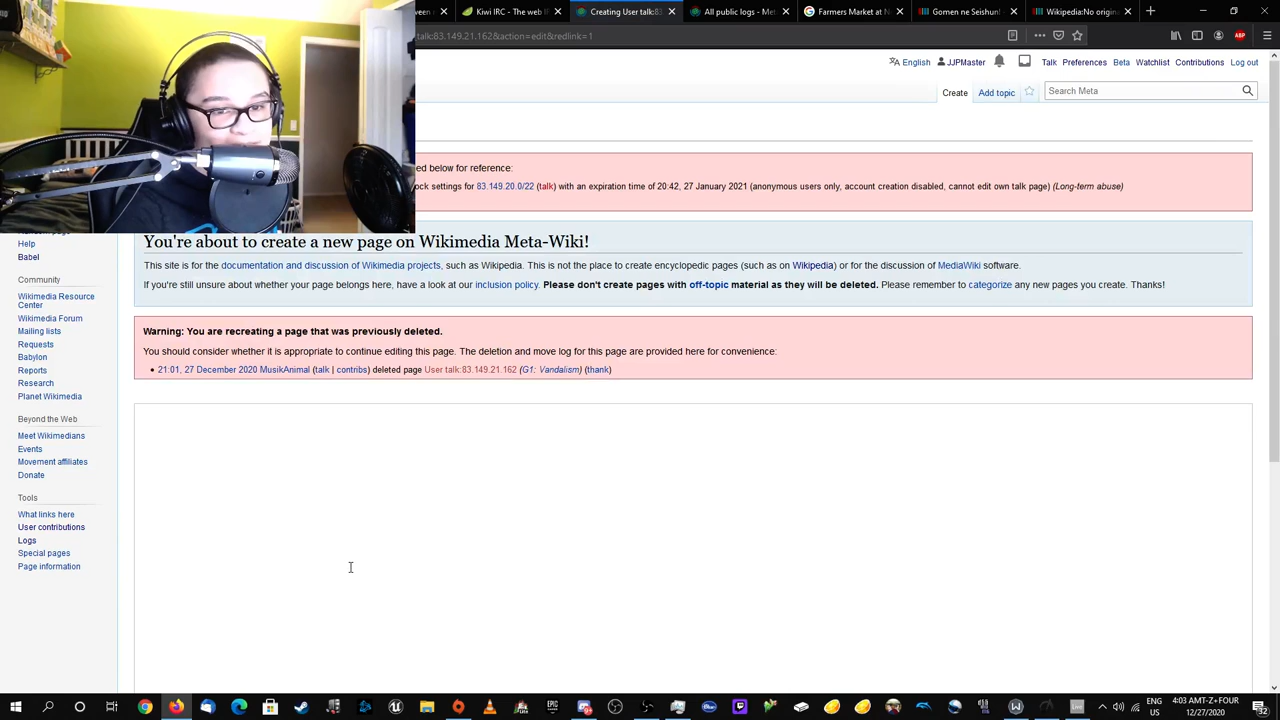 ween
Kiwi IRC - The web IR
Creating User talk:83
All public logs - Met
Farmers Market at N
Gomen ne Seishun!
Wikipedia:No origin
talk:83.149.21.162&action=edit&redlink=1
English JJPMaster Talk Preferences Beta Watchlist Contributions Log out
Create Add topic Search Meta
ed below for reference:
ock settings for 83.149.20.0/22 (talk) with an expiration time of 20:42, 27 January 2021 (anonymous users only, account creation disabled, cannot edit own talk page) (Long-term abuse)
You're about to create a new page on Wikimedia Meta-Wiki!
This site is for the documentation and discussion of Wikimedia projects, such as Wikipedia. This is not the place to create encyclopedic pages (such as on Wikipedia) or for the discussion of MediaWiki software.
If you're still unsure about whether your page belongs here, have a look at our inclusion policy. Please don't create pages with off-topic material as they will be deleted. Please remember to categorize any new pages you create. Thanks!
Warning: You are recreating a page that was previously deleted.
You should consider whether it is appropriate to continue editing this page. The deletion and move log for this page are provided here for convenience:
• 21:01, 27 December 2020 MusikAnimal (talk | contribs) deleted page User talk:83.149.21.162 (G1: Vandalism) (thank)
Help
Babel
Community
Wikimedia Resource
Center
Wikimedia Forum
Mailing lists
Requests
Babylon
Reports
Research
Planet Wikimedia
Beyond the Web
Meet Wikimedians
Events
Movement affiliates
Donate
Tools
What links here
User contributions
Logs
Special pages
Page information
ENG
US
4:03 AMT-Z+FOUR
12/27/2020